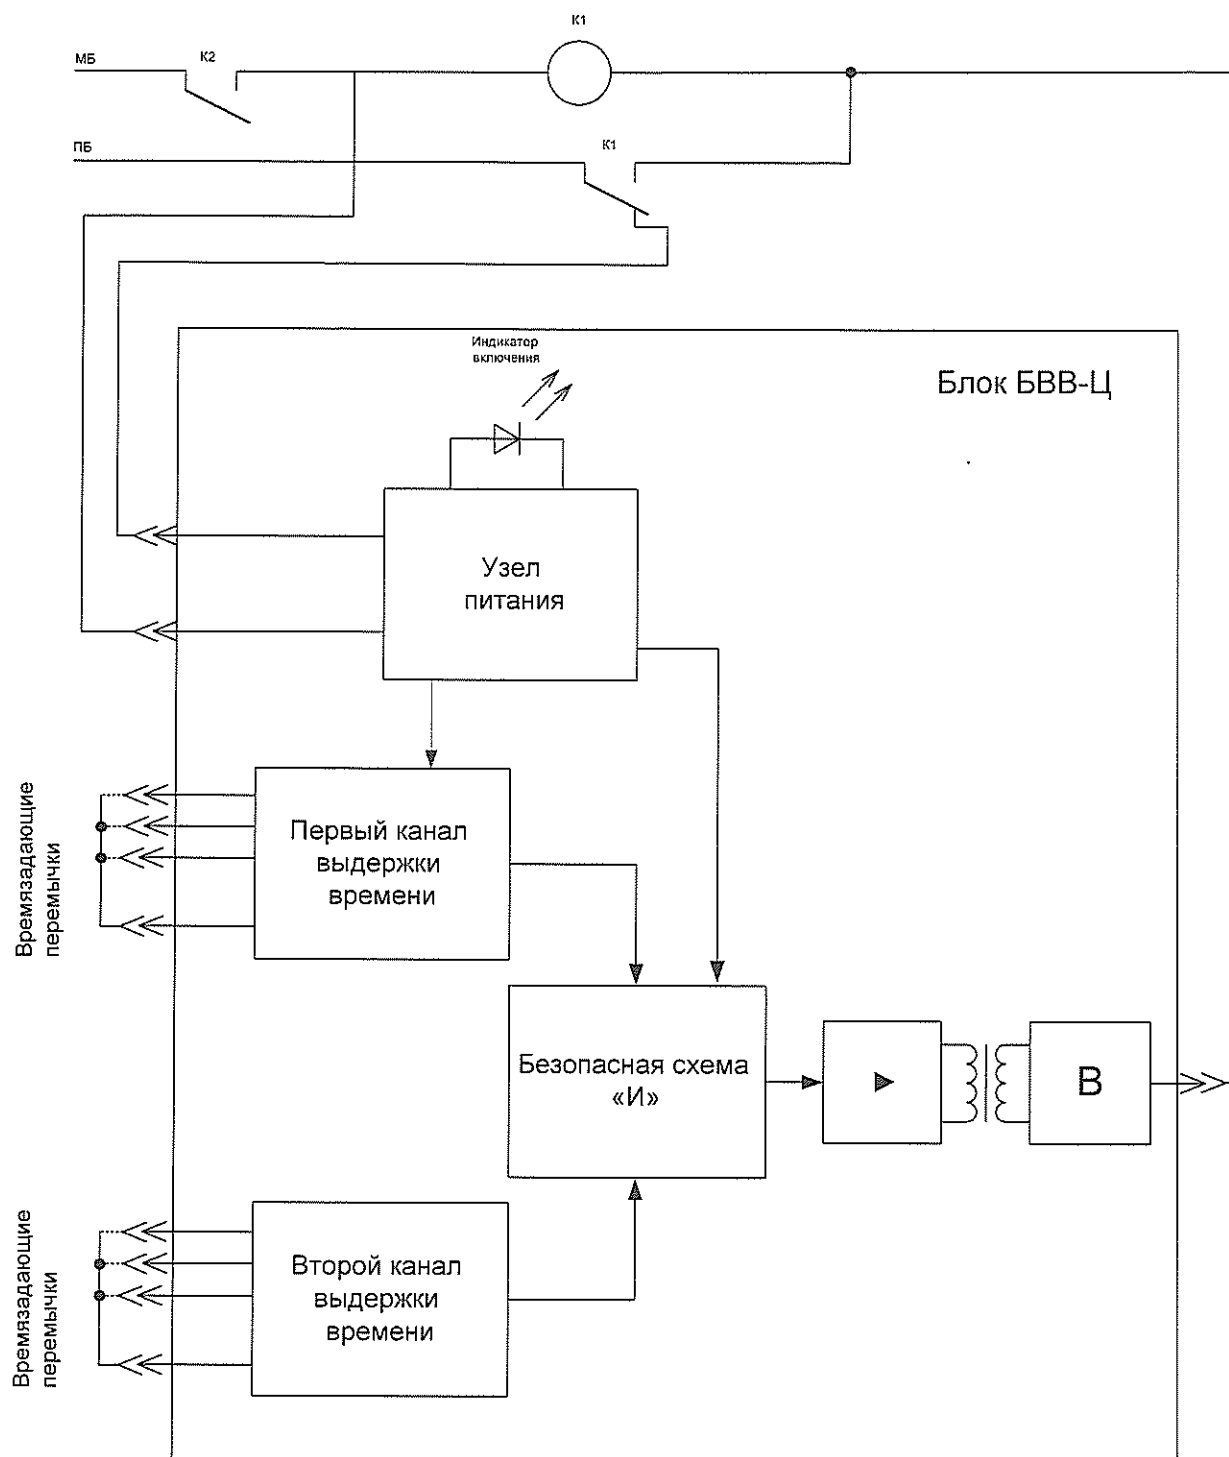 К1
МБ
К2
ПБ
К1
Индикатор
включения
Блок БВВ-Ц
Узел
питания
Времязадающие
перемычки
Первый канал
выдержки
времени
Безопасная схема
«И»
В
Времязадающие
перемычки
Второй канал
выдержки
времени